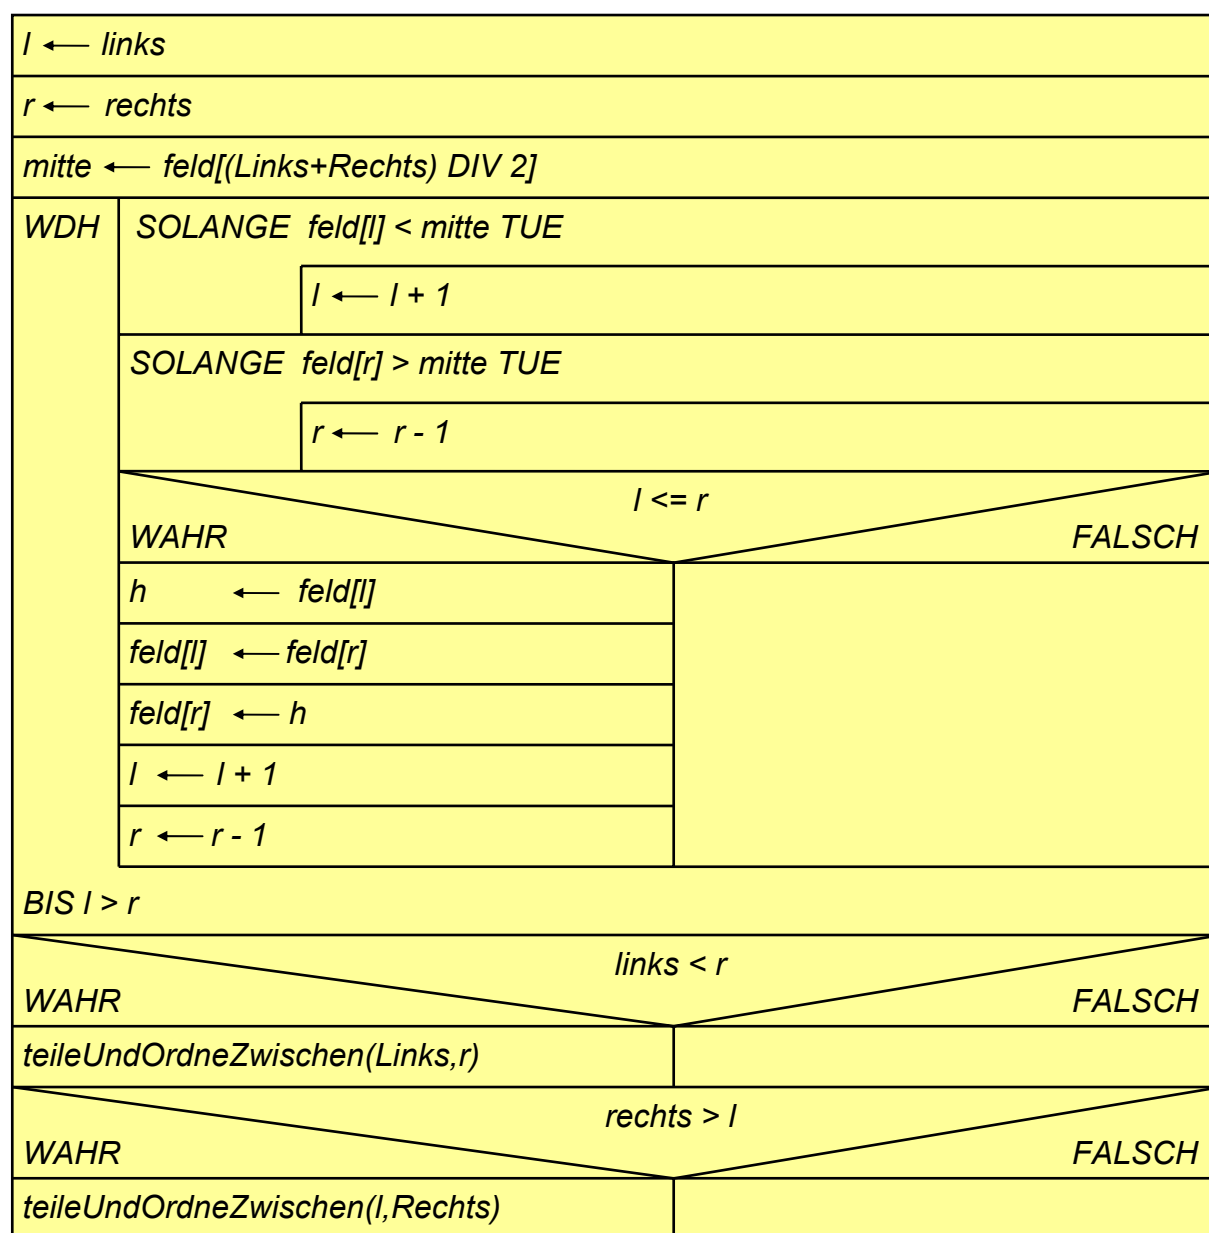 l ← links
r ← rechts
mitte ← feld[(Links+Rechts) DIV 2]
WDH SOLANGE feld[l] < mitte TUE
l ← l + 1
SOLANGE feld[r] > mitte TUE
r ← r - 1
l <= r
WAHR FALSCH
h ← feld[l]
feld[l] ← feld[r]
feld[r] ← h
l ← l + 1
r ← r - 1
BIS l > r
links < r
WAHR FALSCH
teileUndOrdneZwischen(Links,r)
rechts > l
WAHR FALSCH
teileUndOrdneZwischen(l,Rechts)